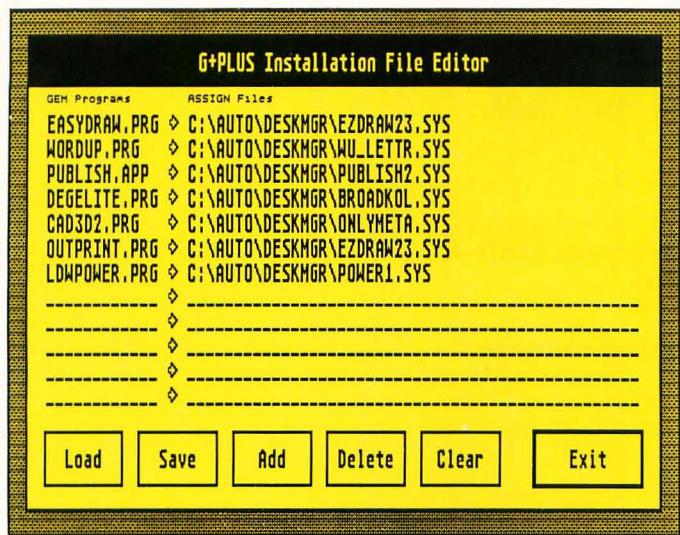 G+PLUS Installation File Editor
GEM Programs ASSIGN Files
EASYDRAW.PRG ◊ C:\AUTO\DESKMGR\EZDRAW23.SYS
WORDUP.PRG ◊ C:\AUTO\DESKMGR\WU_LETTR.SYS
PUBLISH.APP ◊ C:\AUTO\DESKMGR\PUBLISH2.SYS
DEGELITE.PRG ◊ C:\AUTO\DESKMGR\BROADKOL.SYS
CAD3D2.PRG ◊ C:\AUTO\DESKMGR\ONLYMETA.SYS
OUTPRINT.PRG ◊ C:\AUTO\DESKMGR\EZDRAW23.SYS
LDWPOWER.PRG ◊ C:\AUTO\DESKMGR\POWER1.SYS
Load Save Add Delete Clear Exit